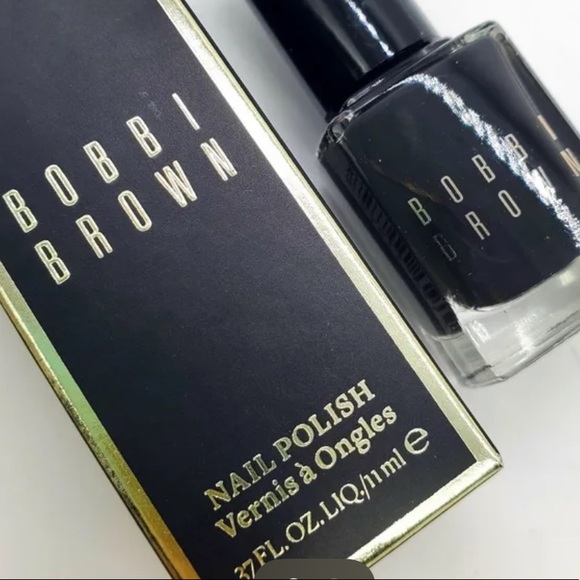 BOBBI
BROWN
NAIL POLISH
Vernis à Ongles
37 FL. OZ. LIQ./11 ml e
BOBBI
BROWN